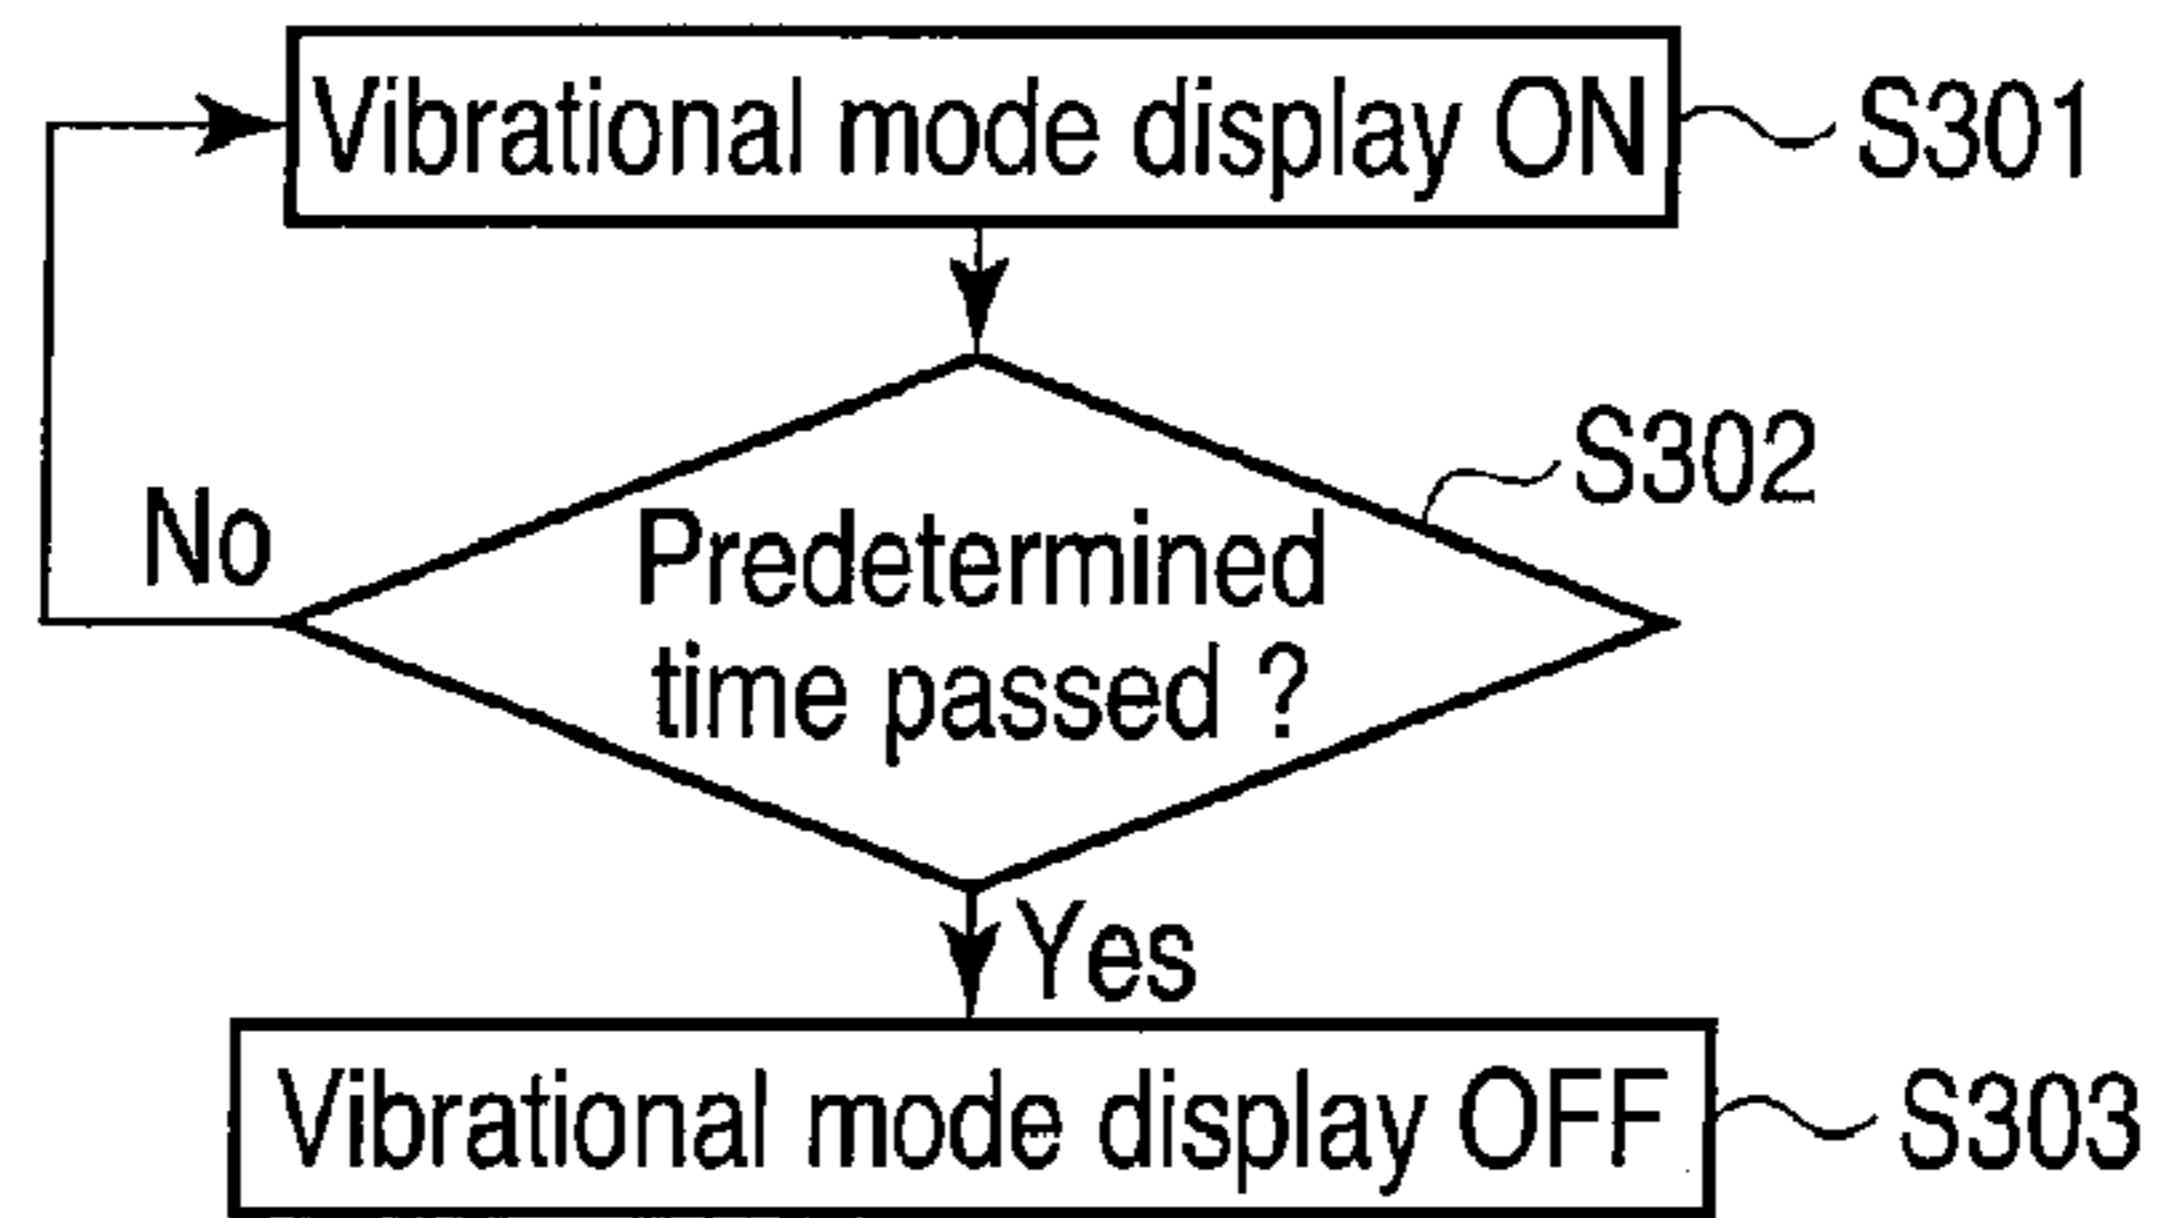 Vibrational mode display ON
S301
S302
No
Predetermined
time passed ?
Yes
Vibrational mode display OFF
S303